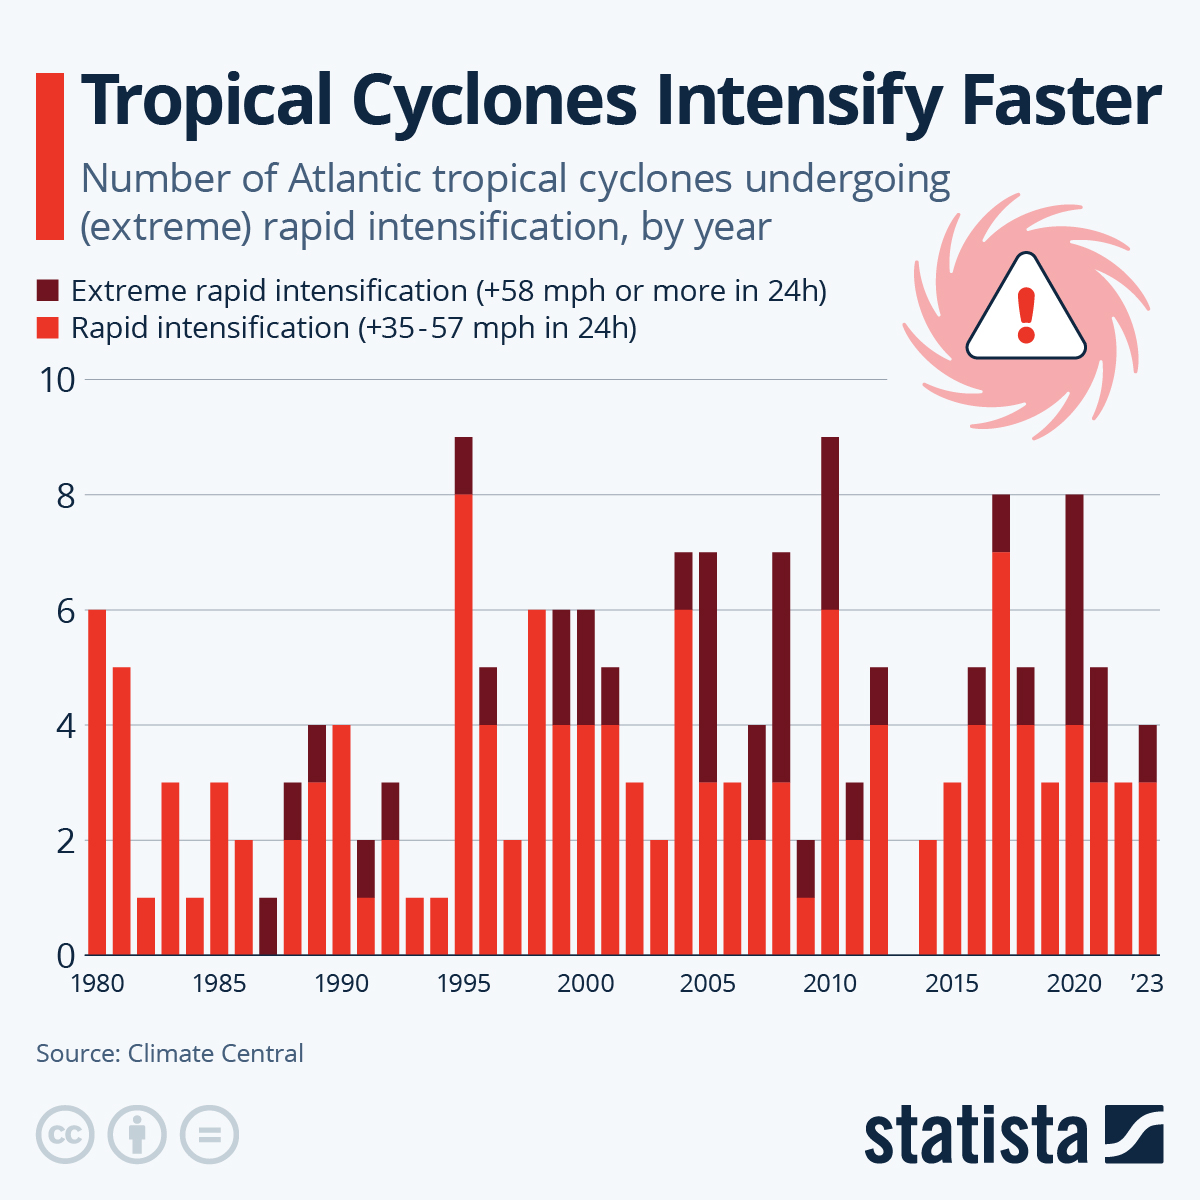 Tropical Cyclones Intensify Faster
Number of Atlantic tropical cyclones undergoing
(extreme) rapid intensification, by year
Extreme rapid intensification (+58 mph or more in 24h)
Rapid intensification (+35-57 mph in 24h)
!
10
8
6
4
2
0
1980 1985 1990 1995 2000 2005 2010 2015 2020 ’23
Source: Climate Central
cc
=
statista